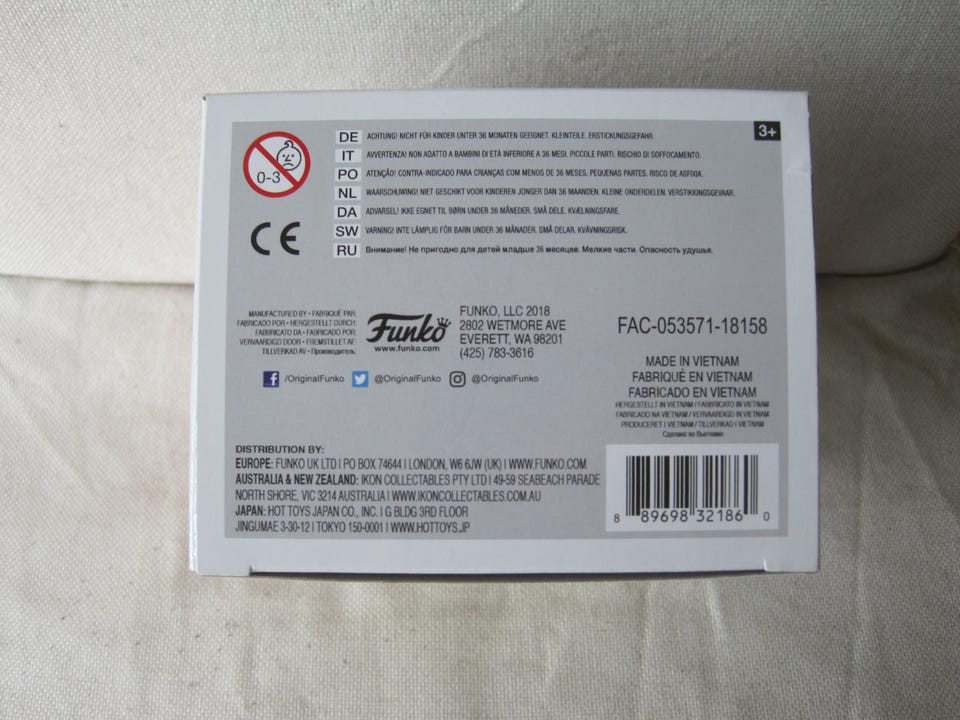 3+
0-3
DE ACHTUNG! NICHT FÜR KINDER UNTER 36 MONATEN GEEIGNET. KLEINTEILE. ERSTICKUNGSGEFAHR.
IT AVVERTENZA! NON ADATTO A BAMBINI DI ETÀ INFERIORE A 36 MESI. PICCOLE PARTI. RISCHIO DI SOFFOCAMENTO.
PO ATENÇÃO! CONTRA-INDICADO PARA CRIANÇAS COM MENOS DE 36 MESES. PEQUENAS PARTES. RISCO DE ASFIXIA.
NL WAARSCHUWING! NIET GESCHIKT VOOR KINDEREN JONGER DAN 36 MAANDEN. KLEINE ONDERDELEN. VERSTIKKINGSGEVAAR.
DA ADVARSEL! IKKE EGNET TIL BØRN UNDER 36 MÅNEDER. SMÅ DELE. KVÆLNINGSFARE.
SW VARNING! INTE LÄMPLIG FÖR BARN UNDER 36 MÅNADER. SMÅ DELAR. KVÄVNINGSRISK.
RU Внимание! Не пригодно для детей младше 36 месяцев. Мелкие части. Опасность удушья.
CE
MANUFACTURED BY • FABRIQUÉ PAR:
FABRICADO POR • HERGESTELLT DURCH:
FABBRICATO DA • FABRICADO POR:
VERVAARDIGD DOOR • FREMSTILLET AF:
TILLVERKAD AV • Производитель:
Funko
www.funko.com
FUNKO, LLC 2018
2802 WETMORE AVE
EVERETT, WA 98201
(425) 783-3616
/OriginalFunko @OriginalFunko @OriginalFunko
FAC-053571-18158
MADE IN VIETNAM
FABRIQUÉ EN VIETNAM
FABRICADO EN VIETNAM
HERGESTELLT IN VIETNAM / FABBRICATO IN VIETNAM
FABRICADO NA VIETNAM / VERVAARDIGD IN VIETNAM
PRODUCERET I VIETNAM / TILLVERKAD I VIETNAM
Сделано во Вьетнаме
DISTRIBUTION BY:
EUROPE: FUNKO UK LTD | PO BOX 74644 | LONDON, W6 6JW (UK) | WWW.FUNKO.COM
AUSTRALIA & NEW ZEALAND: IKON COLLECTABLES PTY LTD | 49-59 SEABEACH PARADE
NORTH SHORE, VIC 3214 AUSTRALIA | WWW.IKONCOLLECTABLES.COM.AU
JAPAN: HOT TOYS JAPAN CO., INC. | G BLDG 3RD FLOOR
JINGUMAE 3-30-12 | TOKYO 150-0001 | WWW.HOTTOYS.JP
8 89698 32186 0